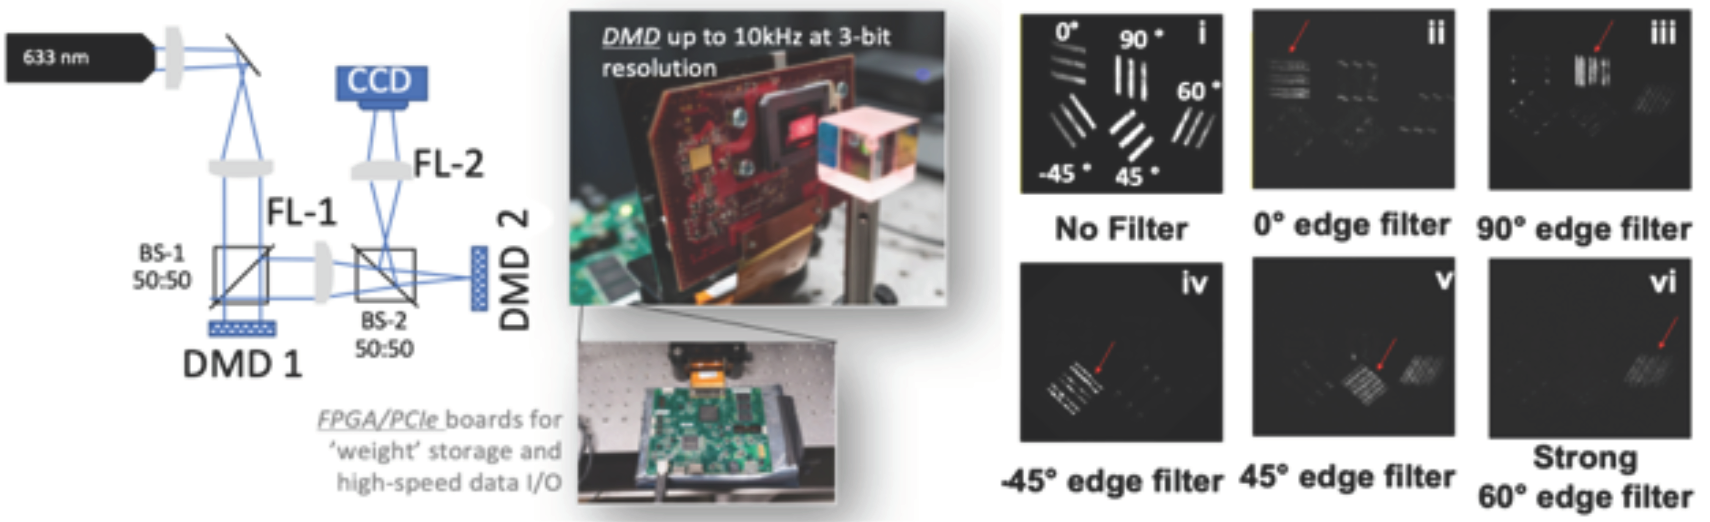 633 nm
CCD
FL-2
FL-1
BS-1
50:50
DMD 2
BS-2
50:50
DMD 1
DMD up to 10kHz at 3-bit
resolution
FPGA/PCIe boards for
'weight' storage and
high-speed data I/O
0°
90 °
i
60 °
-45 °
45 °
No Filter
ii
0° edge filter
iii
90° edge filter
iv
-45° edge filter
v
45° edge filter
vi
Strong
60° edge filter